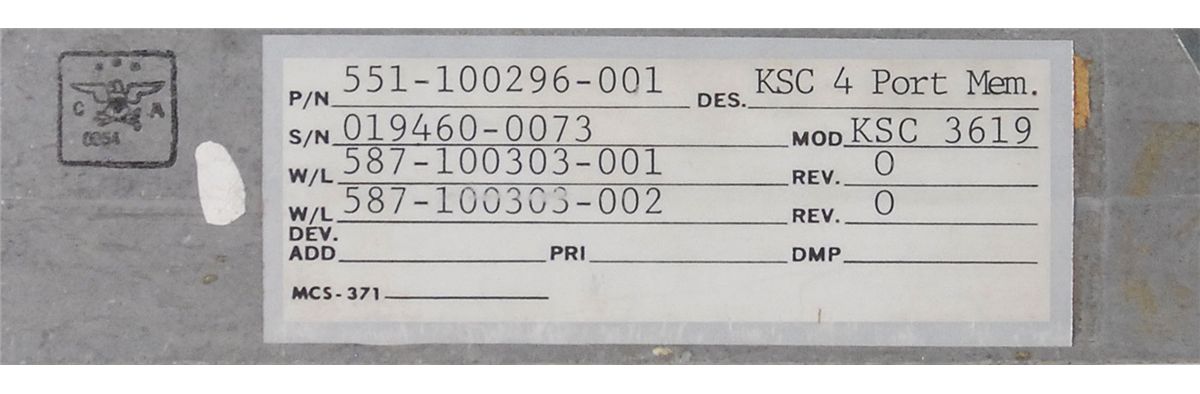 C A
0054
P/N 551-100296-001 DES. KSC 4 Port Mem.
S/N 019460-0073 MOD KSC 3619
W/L 587-100303-001 REV. 0
W/L 587-100303-002 REV. 0
DEV.
ADD PRI DMP
MCS-371